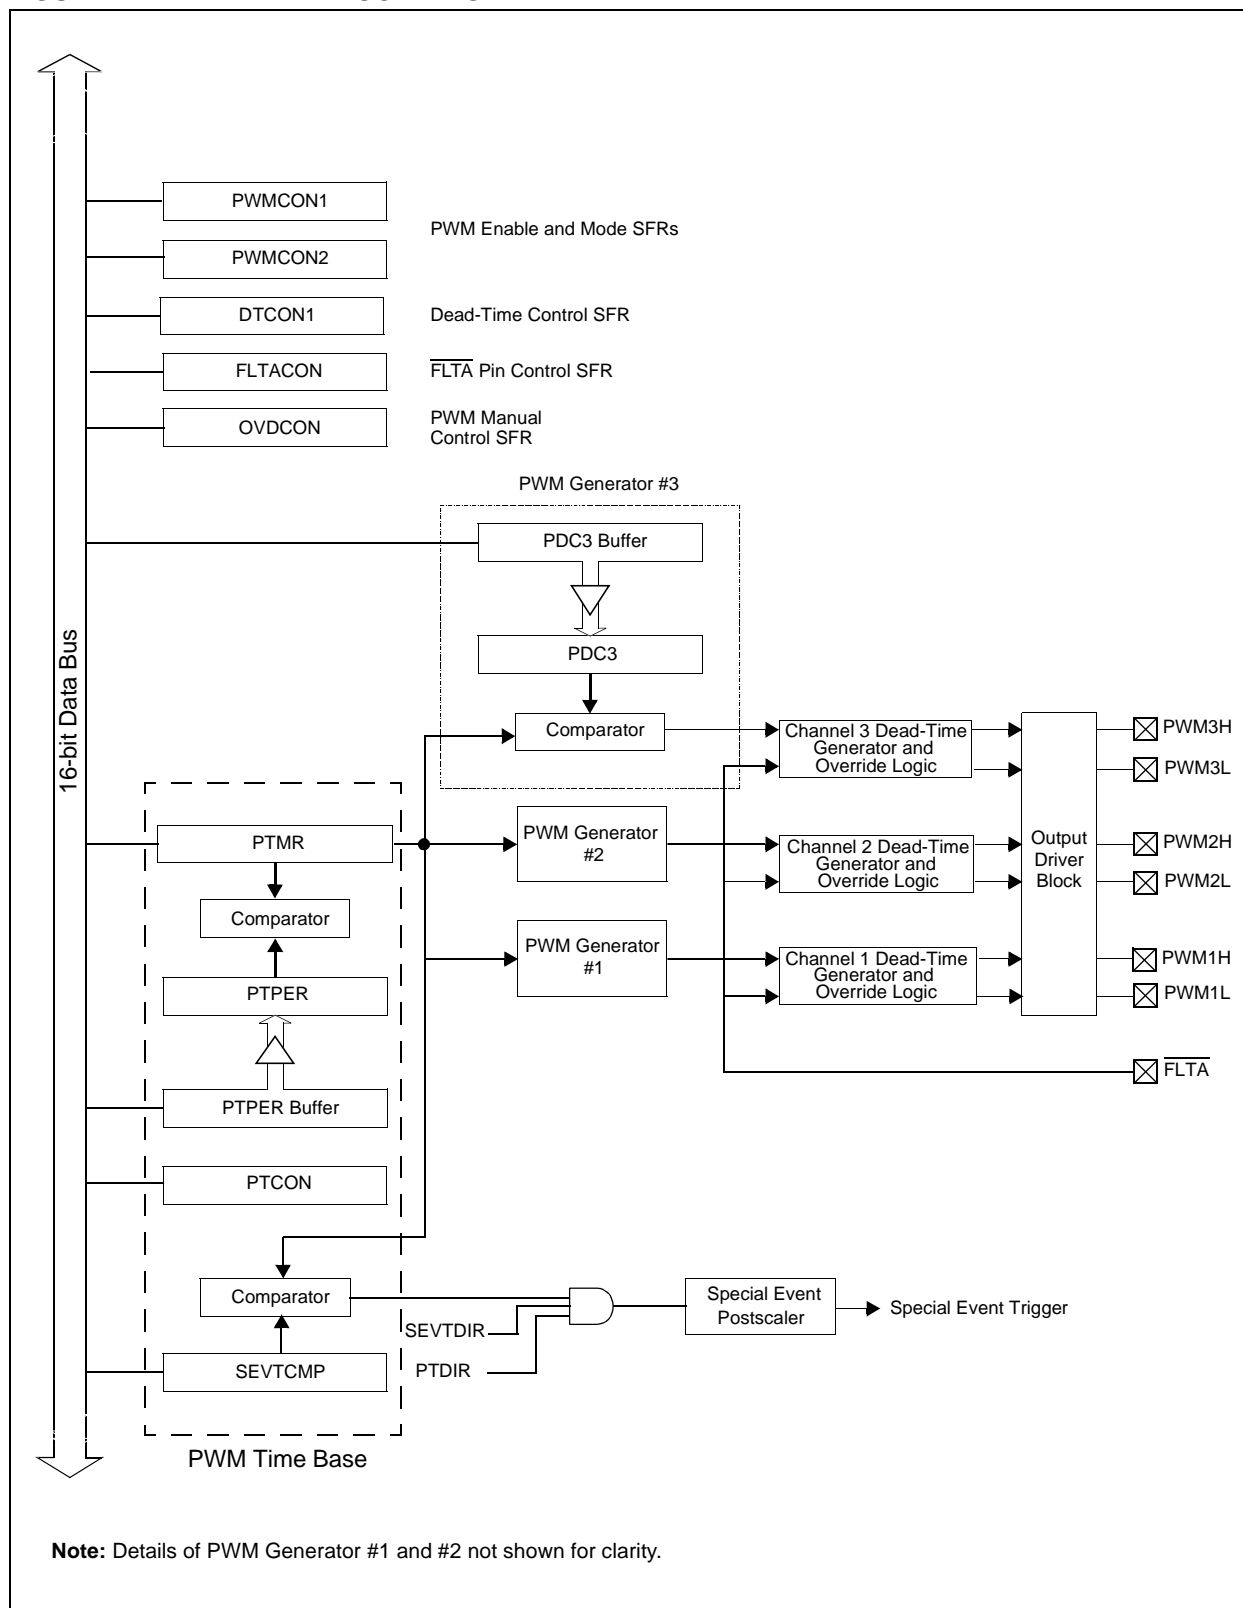 PWMCON1
PWM Enable and Mode SFRs
PWMCON2
DTCON1
Dead-Time Control SFR
FLTACON
FLTA Pin Control SFR
OVDCON
PWM Manual
Control SFR
PWM Generator #3
PDC3 Buffer
16-bit Data Bus
PDC3
Comparator
Channel 3 Dead-Time
Generator and
Override Logic
PWM3H
PWM3L
PTMR
PWM Generator
#2
Channel 2 Dead-Time
Generator and
Override Logic
Output
Driver
Block
PWM2H
PWM2L
Comparator
PWM Generator
#1
Channel 1 Dead-Time
Generator and
Override Logic
PWM1H
PWM1L
PTPER
FLTA
PTPER Buffer
PTCON
Comparator
SEVTDIR
PTDIR
Special Event
Postscaler
Special Event Trigger
SEVTCMP
PWM Time Base
Note: Details of PWM Generator #1 and #2 not shown for clarity.